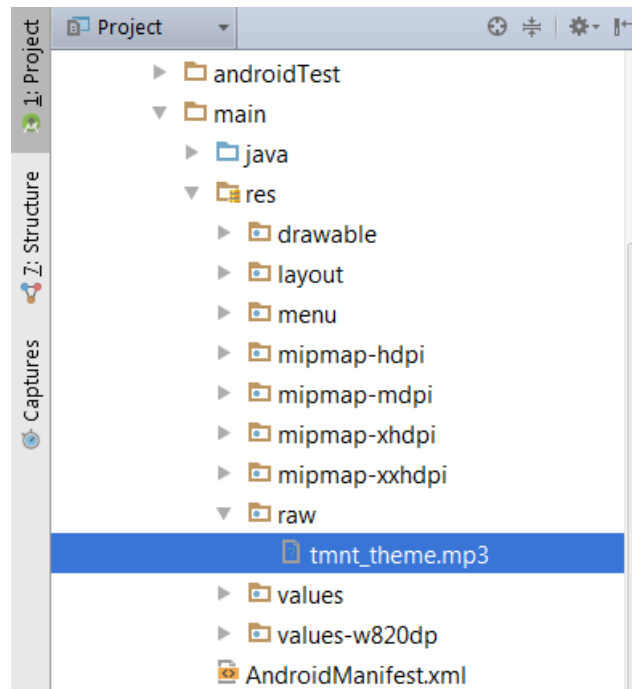 Project
androidTest
main
java
res
drawable
layout
menu
mipmap-hdpi
mipmap-mdpi
mipmap-xhdpi
mipmap-xxhdpi
raw
tmnt_theme.mp3
values
values-w820dp
AndroidManifest.xml
1: Project
7: Structure
Captures